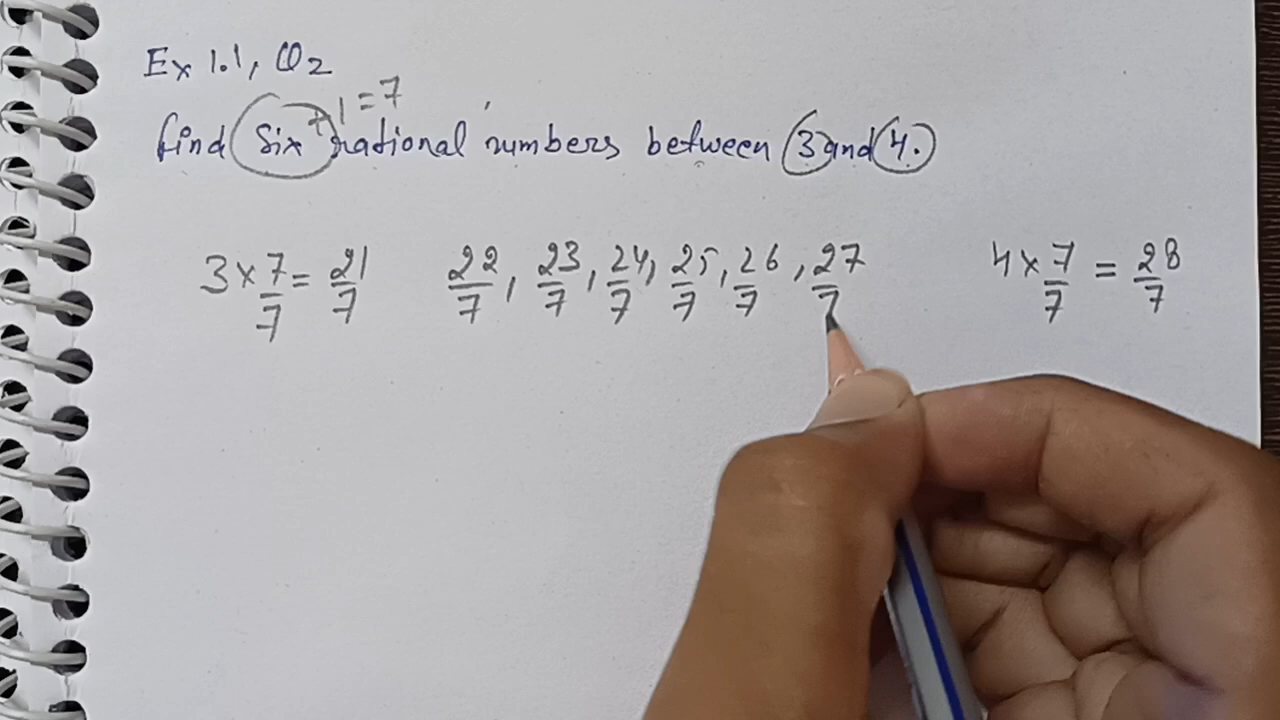 Ex 1.1, Q2
+1 = 7
find six rational numbers between 3 and 4.
3 × 7/7 = 21/7 22/7, 23/7, 24/7, 25/7, 26/7, 27/7 4 × 7/7 = 28/7